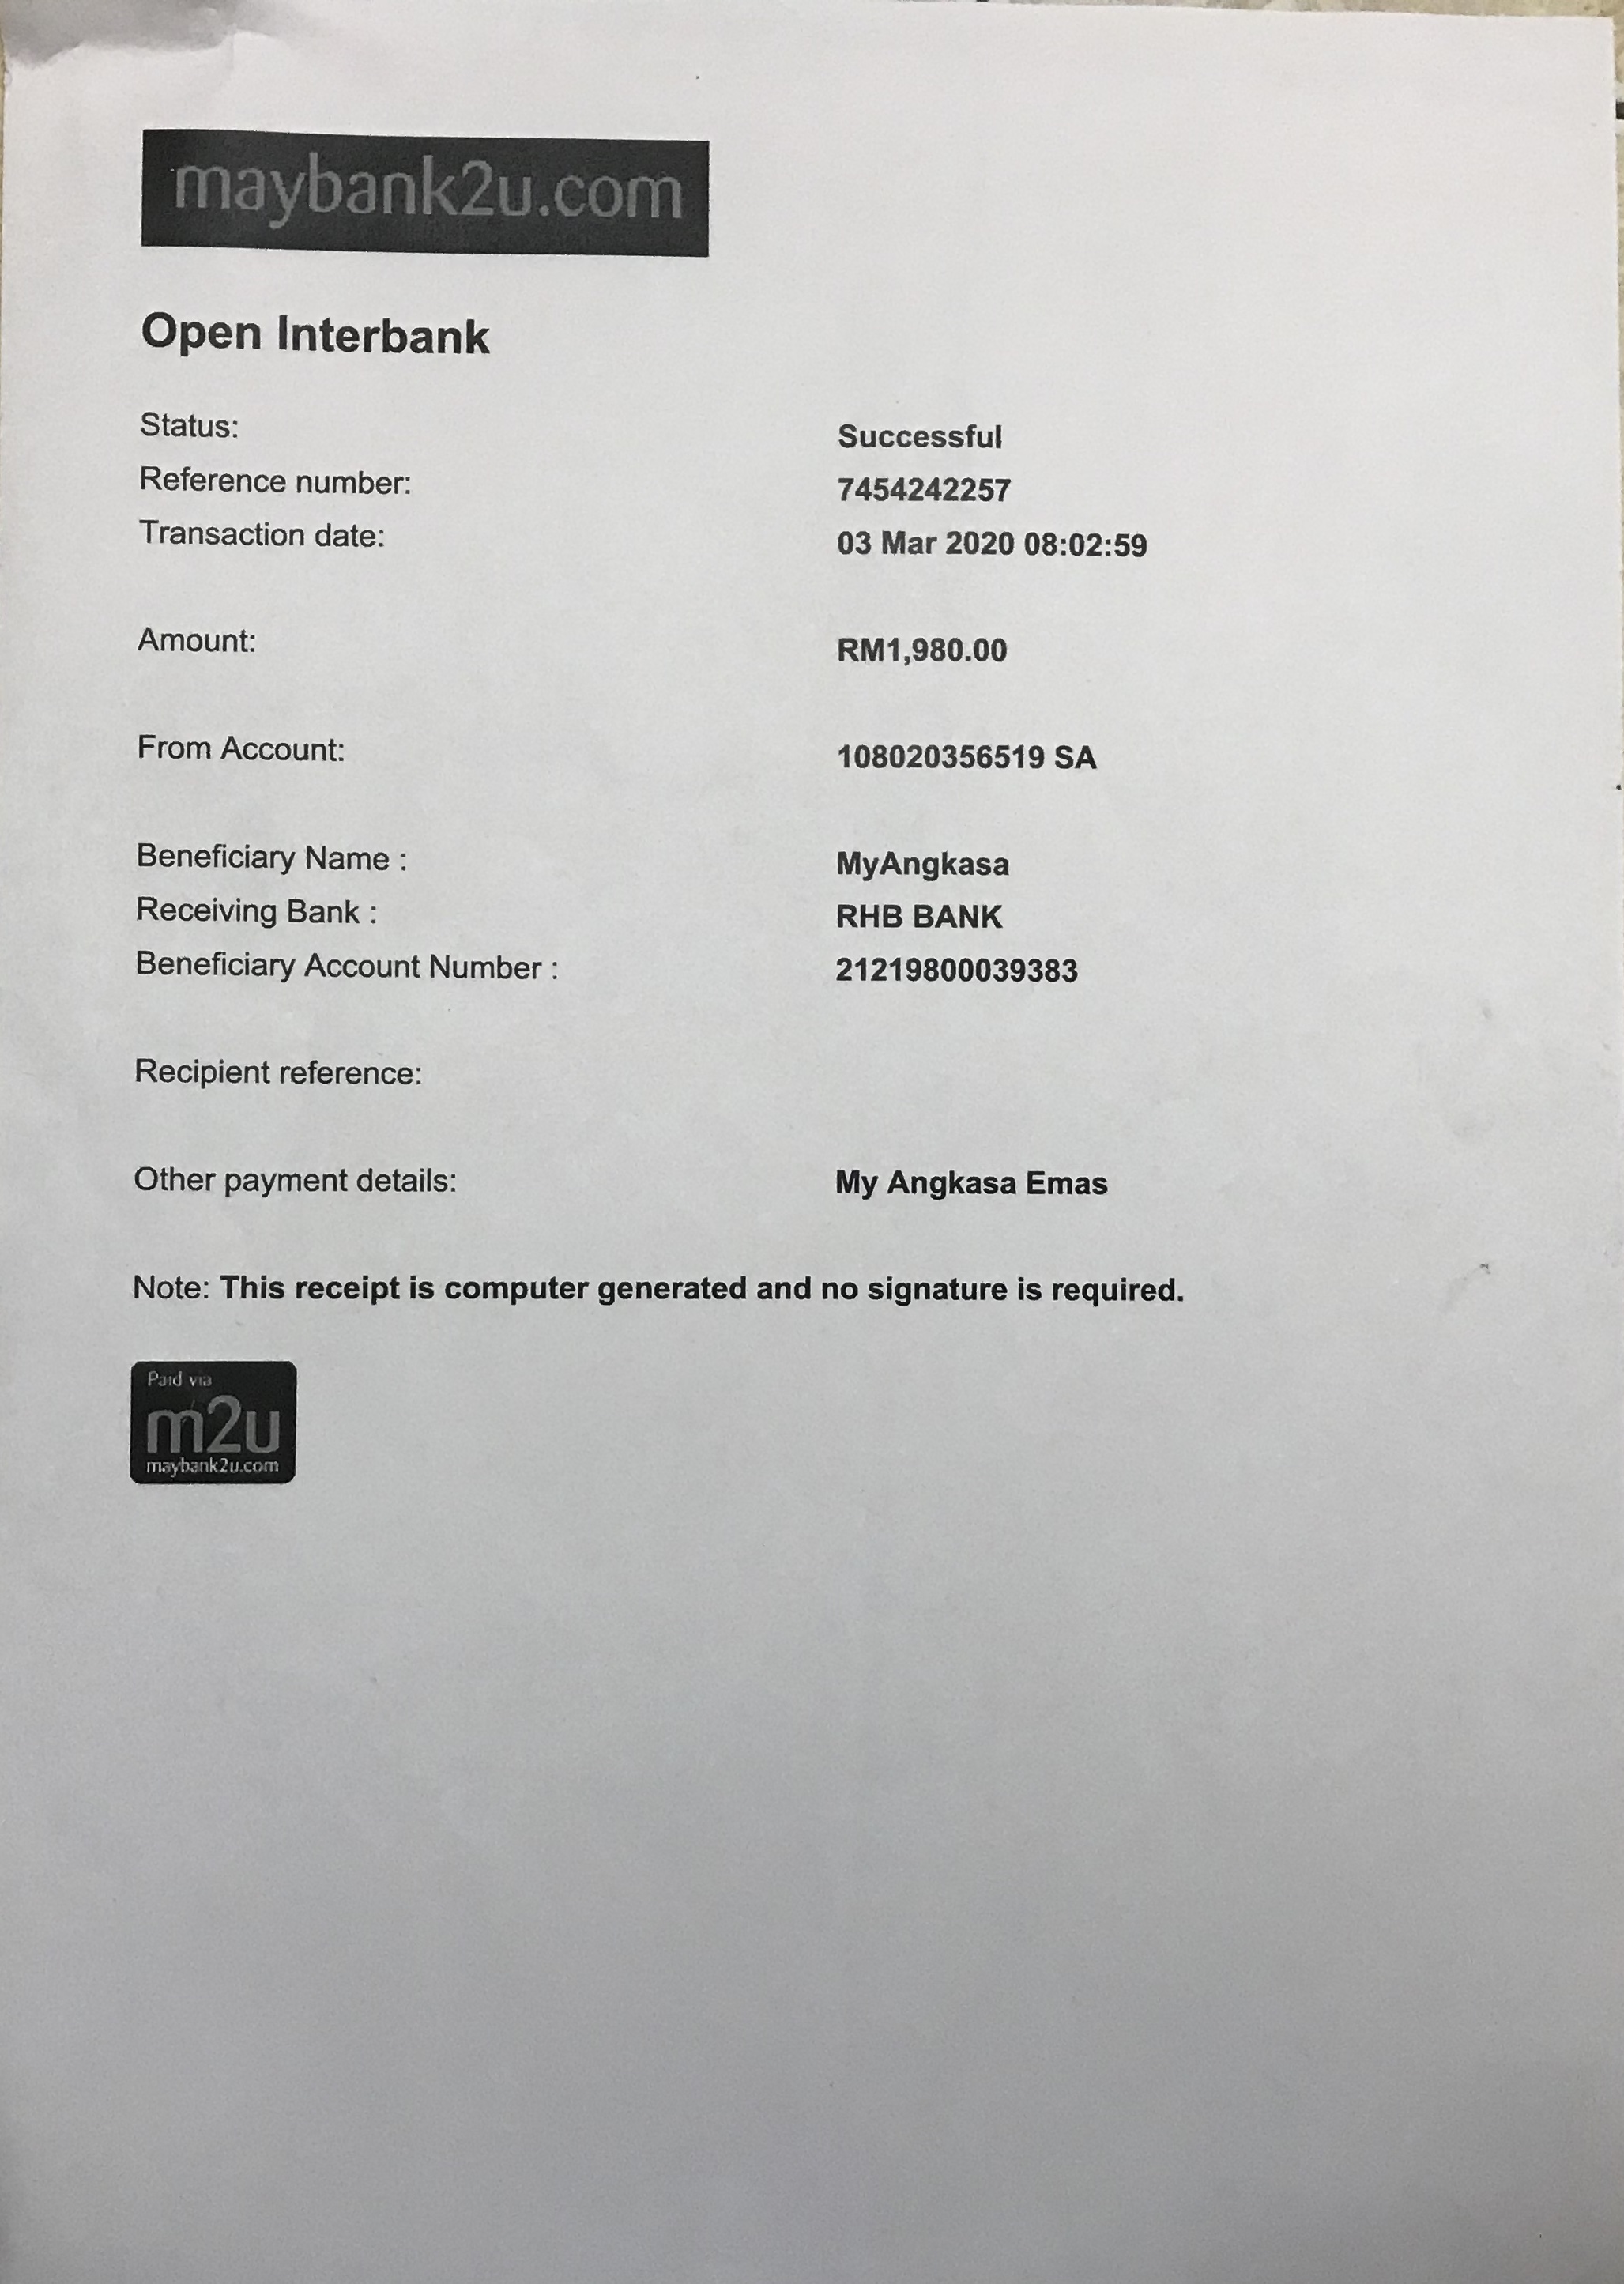 maybank2u.com
Open Interbank
Status: Successful
Reference number: 7454242257
Transaction date: 03 Mar 2020 08:02:59
Amount: RM1,980.00
From Account: 108020356519 SA
Beneficiary Name : MyAngkasa
Receiving Bank : RHB BANK
Beneficiary Account Number : 21219800039383
Recipient reference:
Other payment details: My Angkasa Emas
Note: This receipt is computer generated and no signature is required.
Paid via
m2u
maybank2u.com